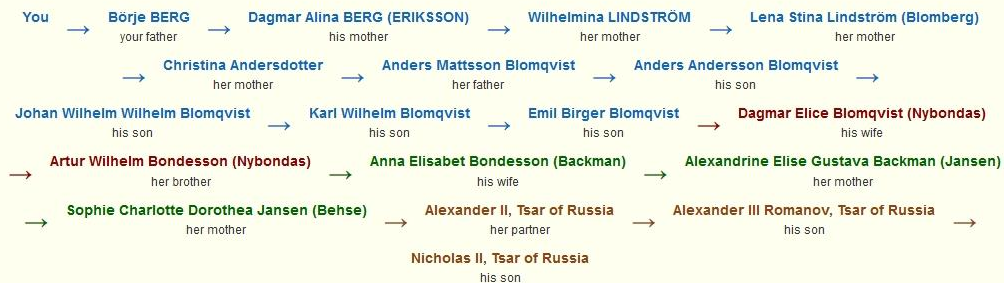 You → Börje BERG → Dagmar Alina BERG (ERIKSSON) → Wilhelmina LINDSTRÖM → Lena Stina Lindström (Blomberg)
your father his mother her mother her mother
→ Christina Andersdotter → Anders Mattsson Blomqvist → Anders Andersson Blomqvist →
her mother her father his son
Johan Wilhelm Wilhelm Blomqvist → Karl Wilhelm Blomqvist → Emil Birger Blomqvist → Dagmar Elice Blomqvist (Nybondas)
his son his son his son his wife
→ Artur Wilhelm Bondesson (Nybondas) → Anna Elisabet Bondesson (Backman) → Alexandrine Elise Gustava Backman (Jansen)
her brother his wife her mother
→ Sophie Charlotte Dorothea Jansen (Behse) → Alexander II, Tsar of Russia → Alexander III Romanov, Tsar of Russia →
her mother her partner his son
Nicholas II, Tsar of Russia
his son